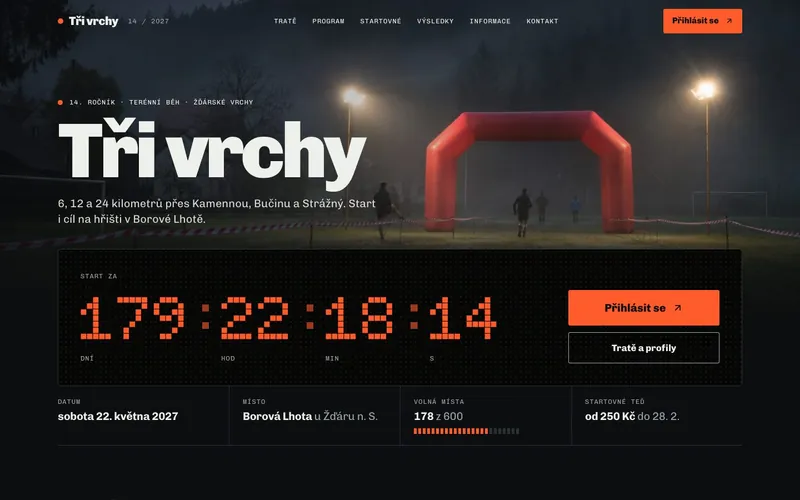 Tři vrchy 14 / 2027
TRATĚ PROGRAM STARTOVNÉ VÝSLEDKY INFORMACE KONTAKT
Přihlásit se ↗
14. ROČNÍK · TERÉNNÍ BĚH · ŽĎÁRSKÉ VRCHY
Tři vrchy
6, 12 a 24 kilometrů přes Kamennou, Bučinu a Strážný. Start
i cíl na hřišti v Borové Lhotě.
START ZA
179:22:18:14
DNÍ HOD MIN S
Přihlásit se ↗
Tratě a profily
DATUM
sobota 22. května 2027
MÍSTO
Borová Lhota u Žďáru n. S.
VOLNÁ MÍSTA
178 z 600
STARTOVNÉ TEĎ
od 250 Kč do 28. 2.